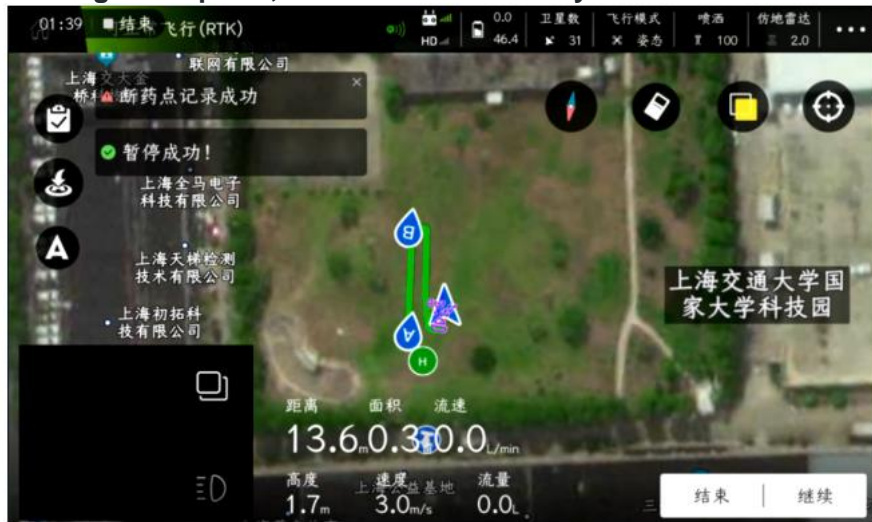 01:39
结束
飞行(RTK)
HD
0.0
46.4
卫星数
31
飞行模式
姿态
喷洒
100
仿地雷达
2.0
联网有限公司
断药点记录成功
暂停成功!
上海全马电子
科技有限公司
上海天梯检测
技术有限公司
上海初拓科
技有限公司
B
A
H
A
上海交通大学国
家大学科技园
距离
面积
流速
13.6m
0.3
0.0L/min
高度
速度
流量
1.7m
3.0m/s
0.0L
上海公益基地
结束
继续